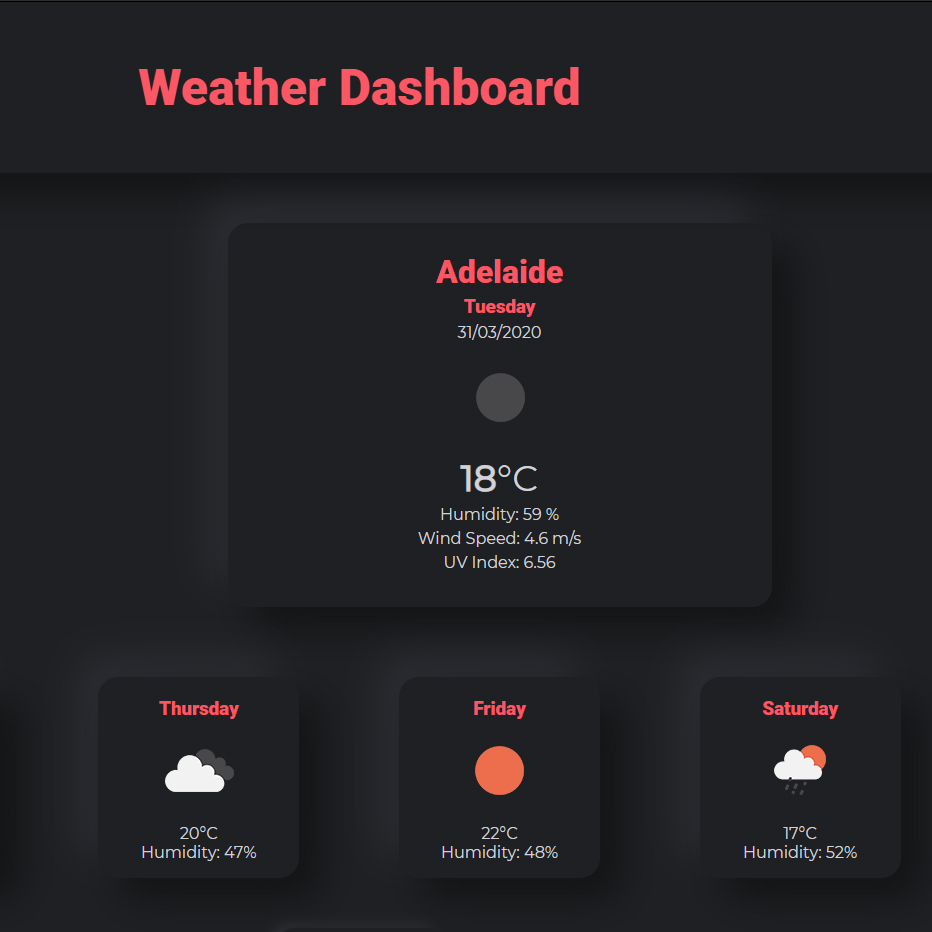 Weather Dashboard
Adelaide
Tuesday
31/03/2020
18°C
Humidity: 59 %
Wind Speed: 4.6 m/s
UV Index: 6.56
Thursday
20°C
Humidity: 47%
Friday
22°C
Humidity: 48%
Saturday
17°C
Humidity: 52%